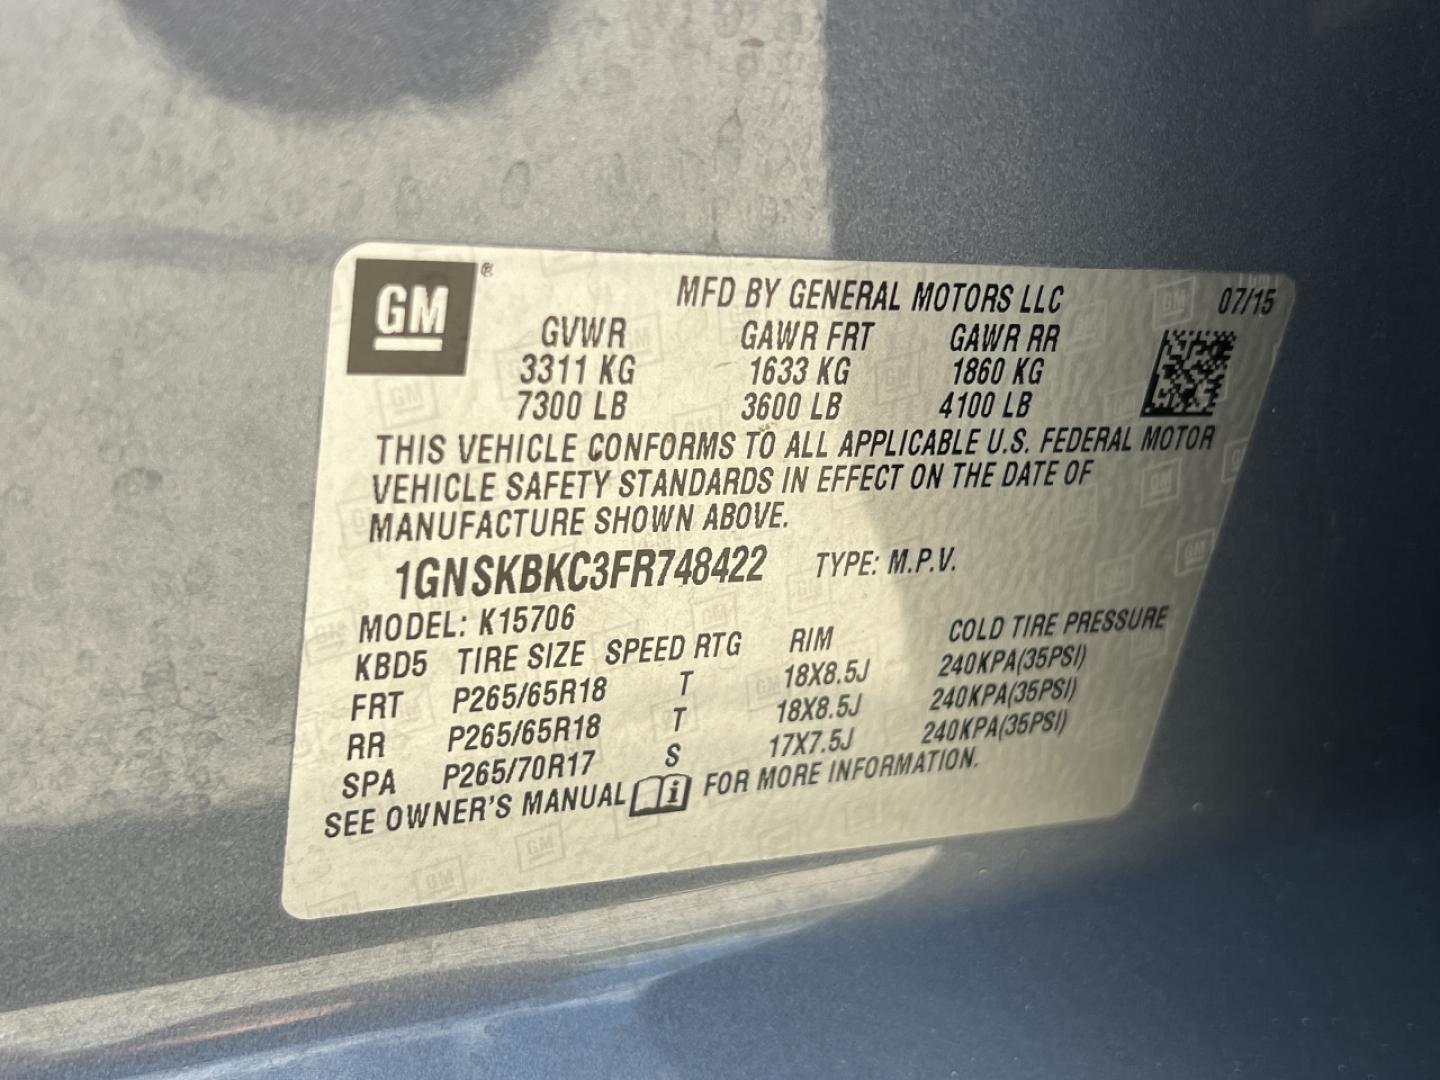 GM ®
MFD BY GENERAL MOTORS LLC 07/15
GVWR GAWR FRT GAWR RR
3311 KG 1633 KG 1860 KG
7300 LB 3600 LB 4100 LB
THIS VEHICLE CONFORMS TO ALL APPLICABLE U.S. FEDERAL MOTOR
VEHICLE SAFETY STANDARDS IN EFFECT ON THE DATE OF
MANUFACTURE SHOWN ABOVE.
1GNSKBKC3FR748422 TYPE: M.P.V.
MODEL: K15706
KBD5 TIRE SIZE SPEED RTG RIM COLD TIRE PRESSURE
FRT P265/65R18 T 18X8.5J 240KPA(35PSI)
RR P265/65R18 T 18X8.5J 240KPA(35PSI)
SPA P265/70R17 S 17X7.5J 240KPA(35PSI)
SEE OWNER'S MANUAL i FOR MORE INFORMATION.